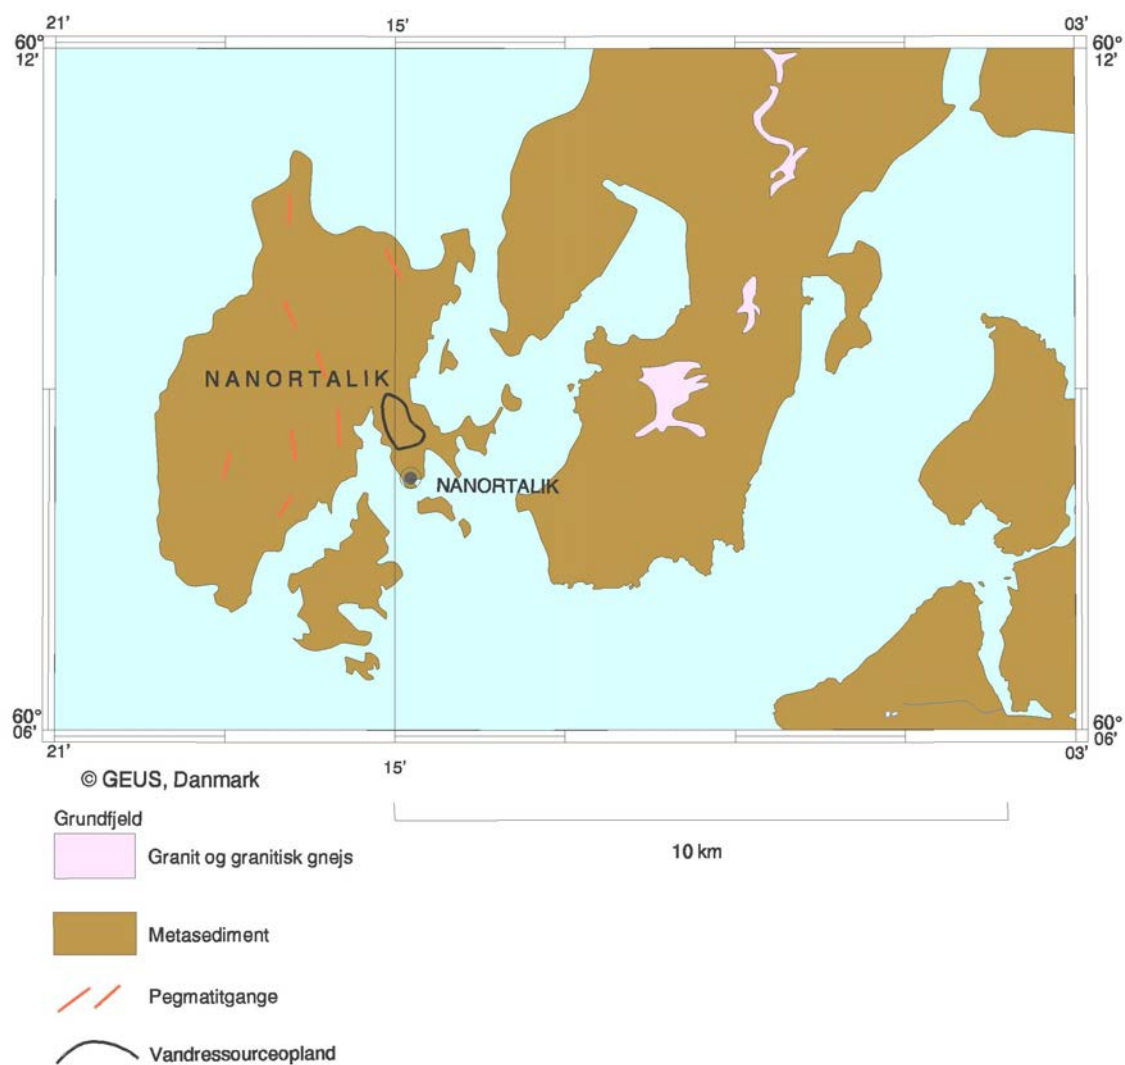 21'
15'
03'
60°
12'
60°
12'
NANORTALIK
NANORTALIK
60°
06'
60°
06'
21'
15'
03'
© GEUS, Danmark
Grundfjeld
Granit og granitisk gnejs
10 km
Metasediment
Pegmatitgange
Vandressourceopland